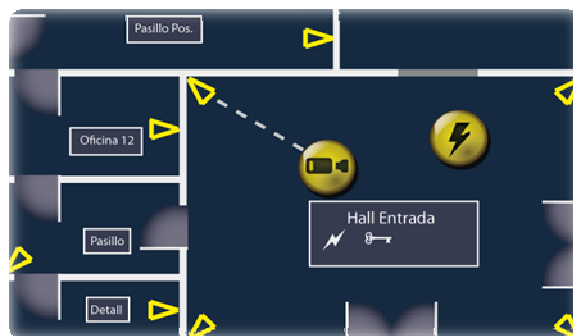 Pasillo Pos.
Oficina 12
Hall Entrada
Pasillo
Detall